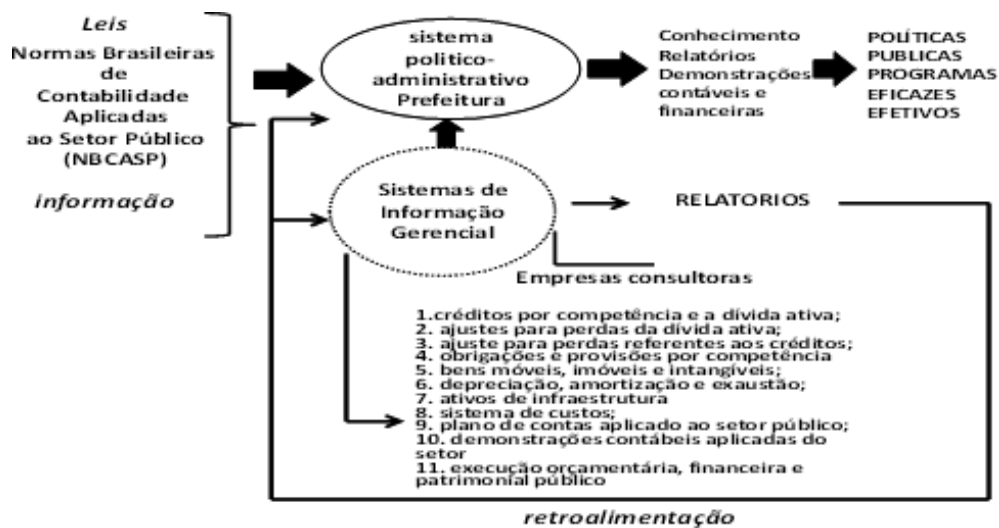 Leis
Normas Brasileiras
de
Contabilidade
Aplicadas
ao Setor Público
(NBCASP)
informação
sistema
politico-
administrativo
Prefeitura
Conhecimento
Relatórios
Demonstrações
contáveis e
financeiras
POLÍTICAS
PUBLICAS
PROGRAMAS
EFICAZES
EFETIVOS
Sistemas de
Informação
Gerencial
RELATORIOS
Empresas consultoras
1.créditos por competência e a dívida ativa;
2. ajustes para perdas da dívida ativa;
3. ajuste para perdas referentes aos créditos;
4. obrigações e provisões por competência
5. bens móveis, imóveis e intangíveis;
6. depreciação, amortização e exaustão;
7. ativos de infraestrutura
8. sistema de custos;
9. plano de contas aplicado ao setor público;
10. demonstrações contábeis aplicadas do
setor
11. execução orçamentária, financeira e
patrimonial público
retroalimentação